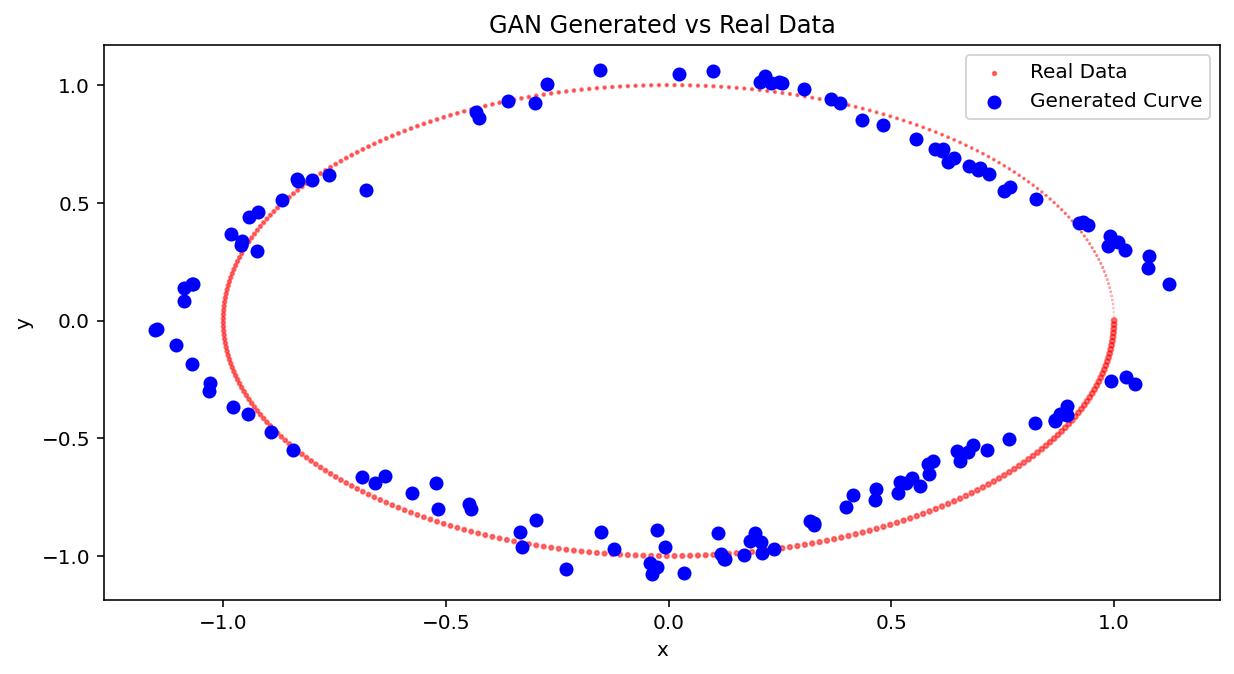 GAN Generated vs Real Data
Real Data
Generated Curve
1.0
0.5
0.0
−0.5
−1.0
y
−1.0 −0.5 0.0 0.5 1.0
x